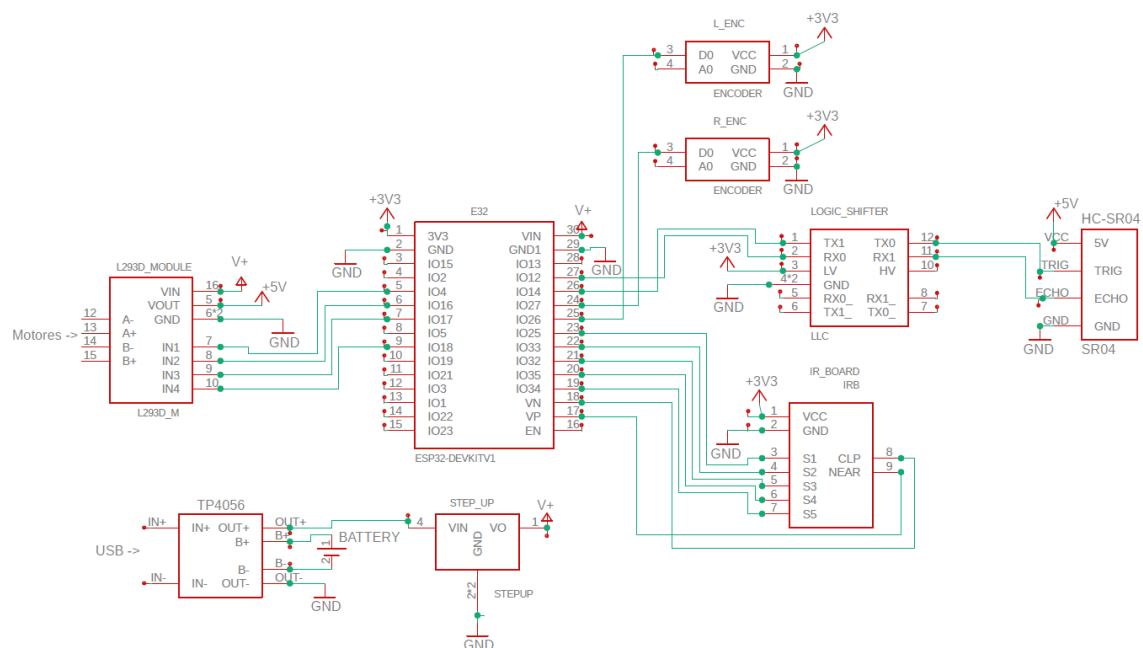 L_ENC
+3V3
3 D0 VCC 1
4 A0 GND 2
ENCODER
GND
R_ENC
+3V3
3 D0 VCC 1
4 A0 GND 2
ENCODER
GND
+3V3
E32
V+
1 3V3 VIN 30
2 GND GND1 29
3 IO15 IO13 28
4 IO2 IO12 27
5 IO4 IO14 26
6 IO16 IO27 24
7 IO17 IO26 25
8 IO5 IO25 23
9 IO18 IO33 22
10 IO19 IO32 21
11 IO21 IO35 20
12 IO3 IO34 19
13 IO1 VN 18
14 IO22 VP 17
15 IO23 EN 16
ESP32-DEVKITV1
GND
GND
LOGIC_SHIFTER
1 TX1 TX0 12
2 RX0 RX1 11
3 LV HV 10
4*2 GND
5 RX0_ RX1_ 8
6 TX1_ TX0_ 7
LLC
+3V3
GND
+5V
HC-SR04
VCC 5V
TRIG TRIG
ECHO ECHO
GND GND
GND
SR04
L293D_MODULE
V+
+5V
VIN 16
VOUT 5
GND 6*2
GND
Motores ->
12 A-
13 A+
14 B-
15 B+
IN1 7
IN2 8
IN3 9
IN4 10
L293D_M
IR_BOARD
IRB
+3V3
1 VCC
2 GND
GND
3 S1 CLP 8
4 S2 NEAR 9
5 S3
6 S4
7 S5
TP4056
USB ->
IN+ IN+ OUT+ OUT+
B+ B+
B- B-
IN- IN- OUT- OUT-
1 2
BATTERY
GND
STEP_UP
V+
4 VIN VO 1
GND
2*2
STEPUP
GND